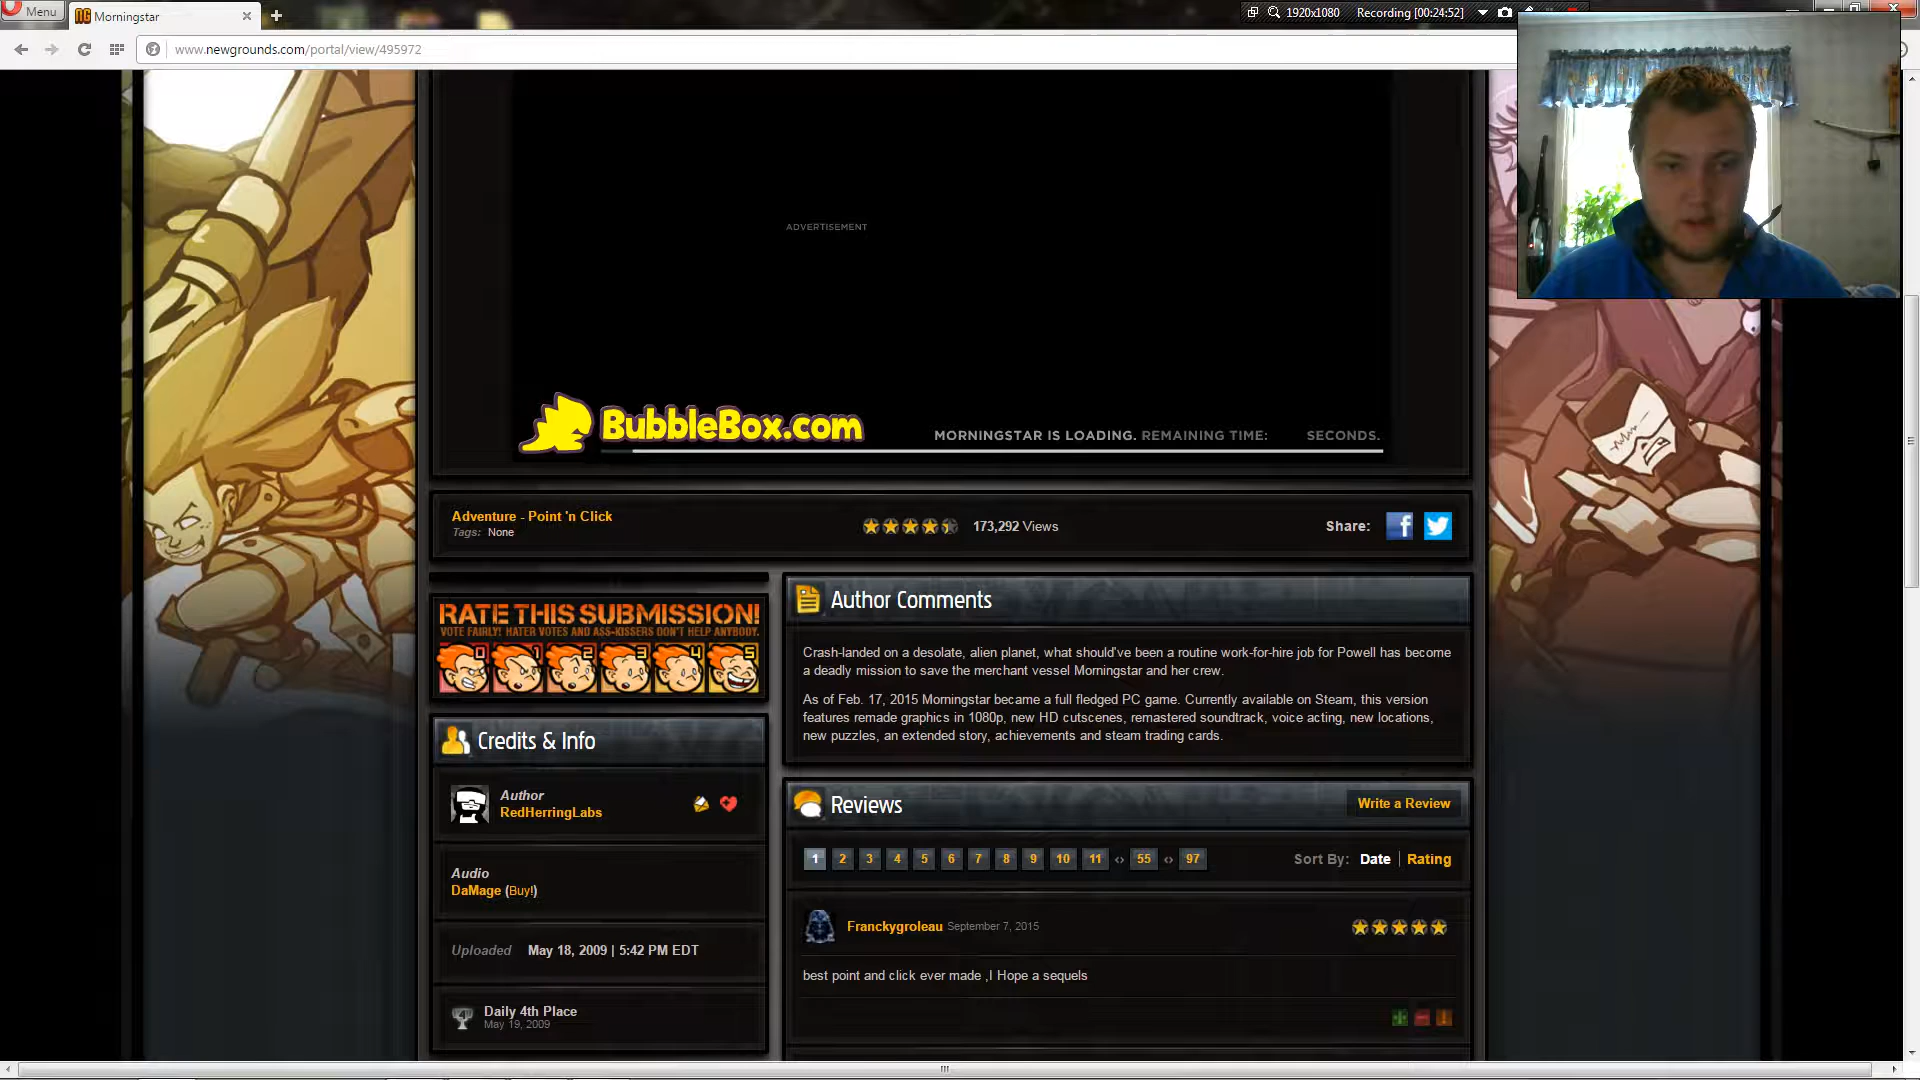 Menu
NG Morningstar
1920x1080 Recording [00:24:52]
www.newgrounds.com/portal/view/495972
ADVERTISEMENT
BubbleBox.com
MORNINGSTAR IS LOADING. REMAINING TIME: SECONDS.
Adventure - Point 'n Click
Tags: None
173,292 Views
Share:
RATE THIS SUBMISSION!
VOTE FAIRLY! HATER VOTES AND ASS-KISSERS DON'T HELP ANYBODY.
0 1 2 3 4 5
Author Comments
Crash-landed on a desolate, alien planet, what should've been a routine work-for-hire job for Powell has become
a deadly mission to save the merchant vessel Morningstar and her crew.
As of Feb. 17, 2015 Morningstar became a full fledged PC game. Currently available on Steam, this version
features remade graphics in 1080p, new HD cutscenes, remastered soundtrack, voice acting, new locations,
new puzzles, an extended story, achievements and steam trading cards.
Credits & Info
Author
RedHerringLabs
Audio
DaMage (Buy!)
Uploaded May 18, 2009 | 5:42 PM EDT
Daily 4th Place
May 19, 2009
Reviews
Write a Review
1 2 3 4 5 6 7 8 9 10 11 ‹› 55 ‹› 97
Sort By: Date | Rating
Franckygroleau September 7, 2015
best point and click ever made ,I Hope a sequels